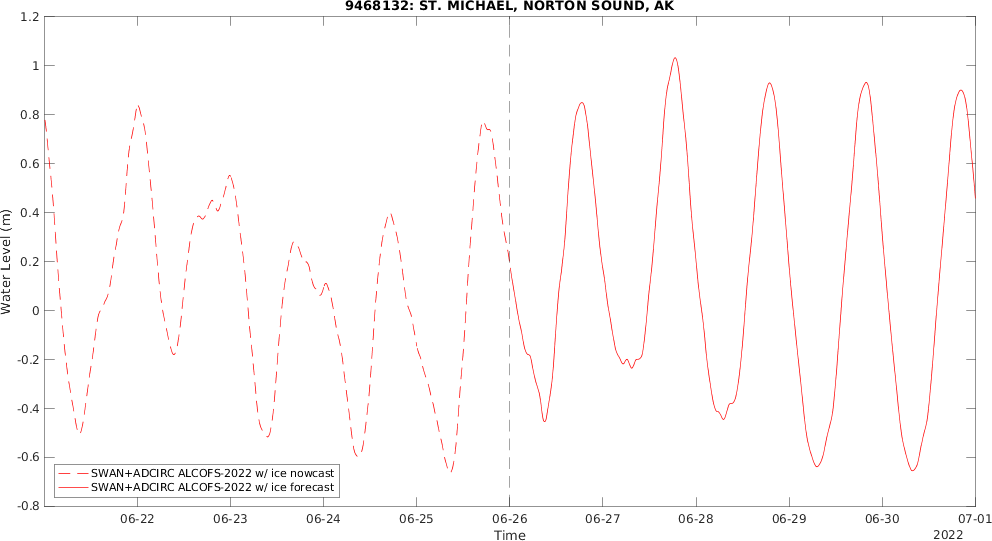 9468132: ST. MICHAEL, NORTON SOUND, AK
1.2
1
0.8
0.6
0.4
0.2
0
-0.2
-0.4
-0.6
-0.8
Water Level (m)
SWAN+ADCIRC ALCOFS-2022 w/ ice nowcast
SWAN+ADCIRC ALCOFS-2022 w/ ice forecast
06-22 06-23 06-24 06-25 06-26 06-27 06-28 06-29 06-30 07-01
Time
2022